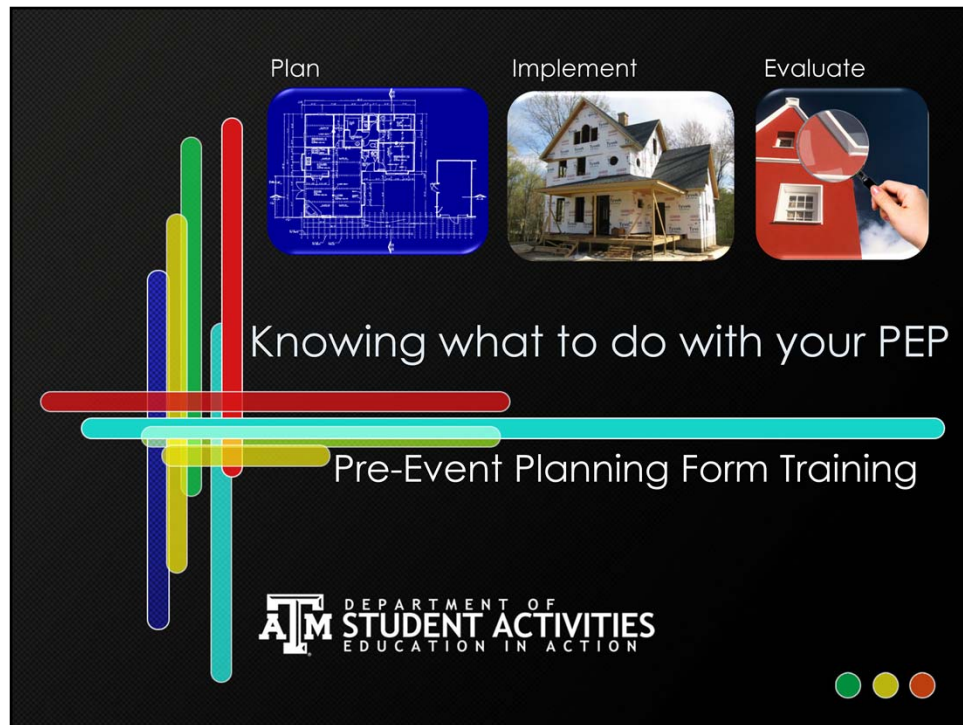 Plan
Implement
Evaluate
Knowing what to do with your PEP
Pre-Event Planning Form Training
ATM
DEPARTMENT OF
STUDENT ACTIVITIES
EDUCATION IN ACTION